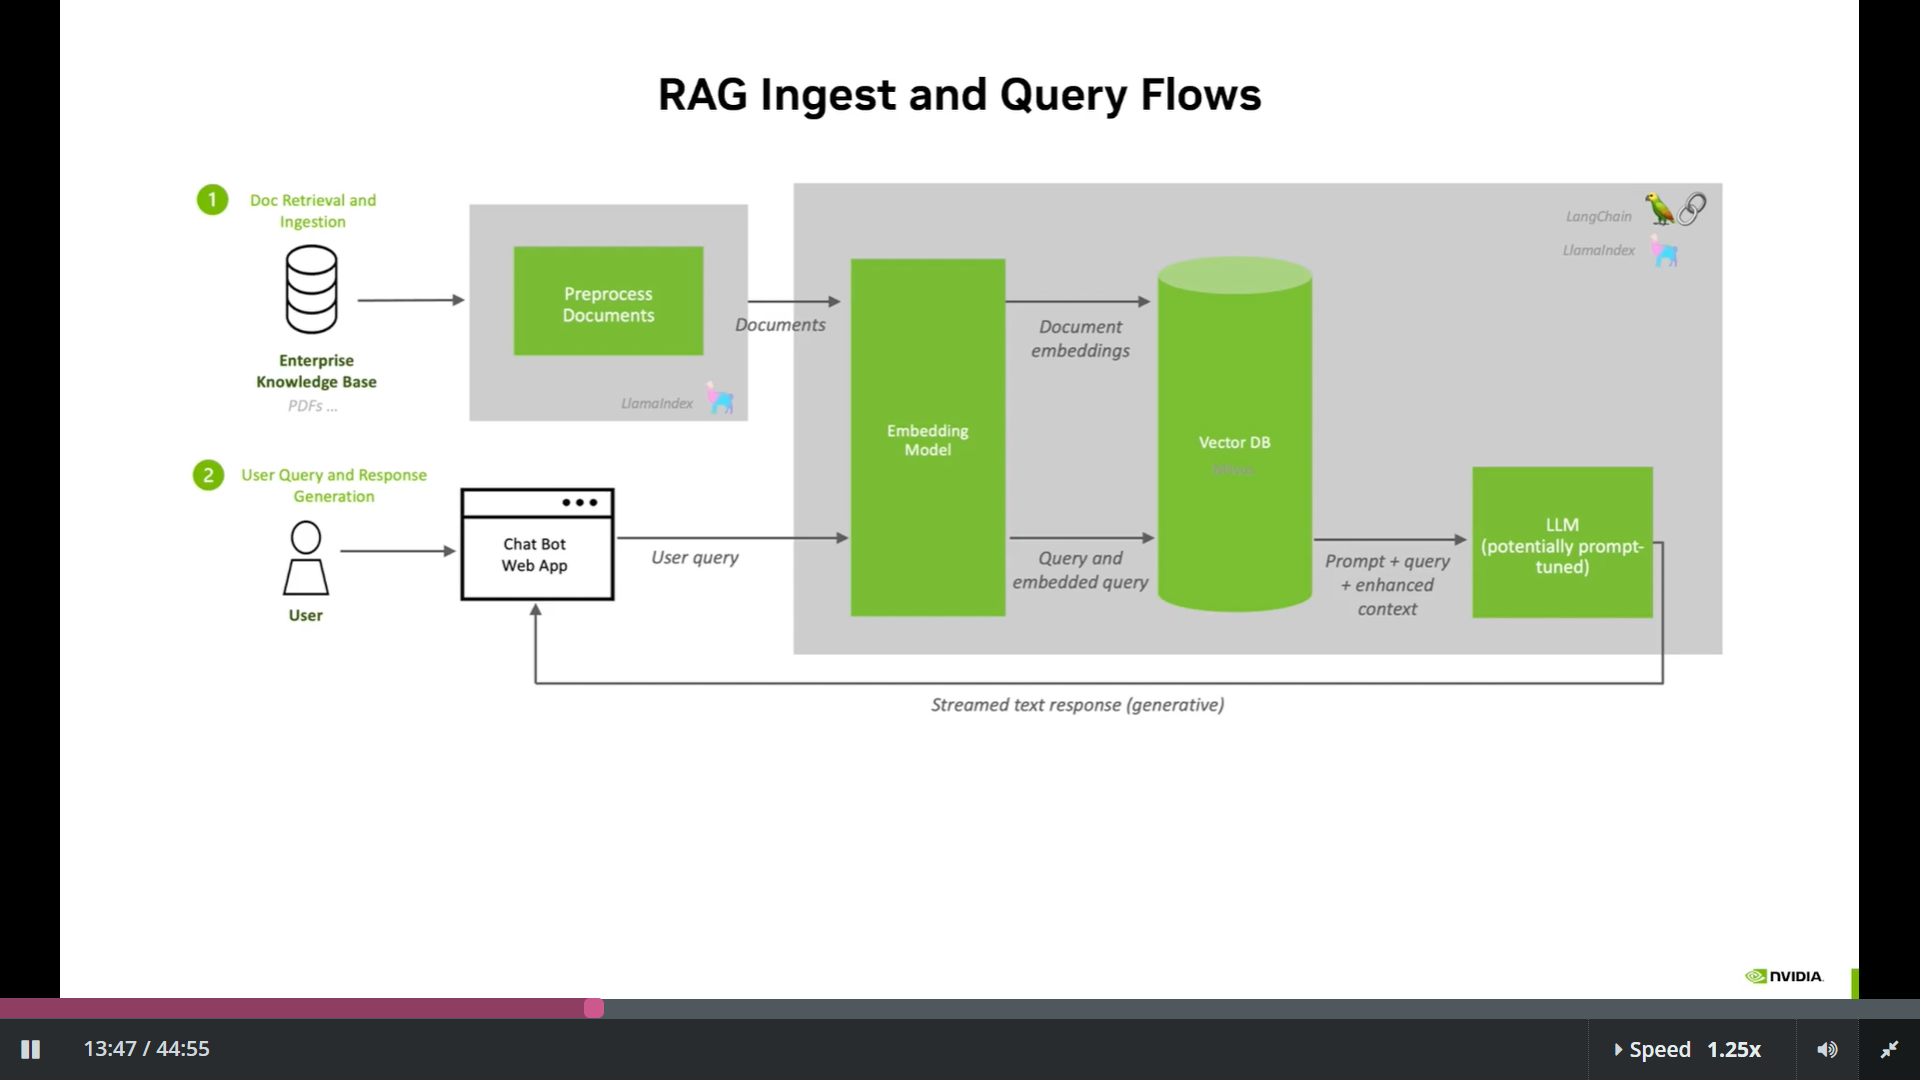 RAG Ingest and Query Flows
1
Doc Retrieval and
Ingestion
Enterprise
Knowledge Base
PDFs ...
Preprocess
Documents
LlamaIndex
Documents
Embedding
Model
Document
embeddings
Vector DB
LangChain
LlamaIndex
2
User Query and Response
Generation
User
Chat Bot
Web App
User query
Query and
embedded query
Prompt + query
+ enhanced
context
LLM
(potentially prompt-
tuned)
Streamed text response (generative)
NVIDIA.
13:47 / 44:55
Speed 1.25x